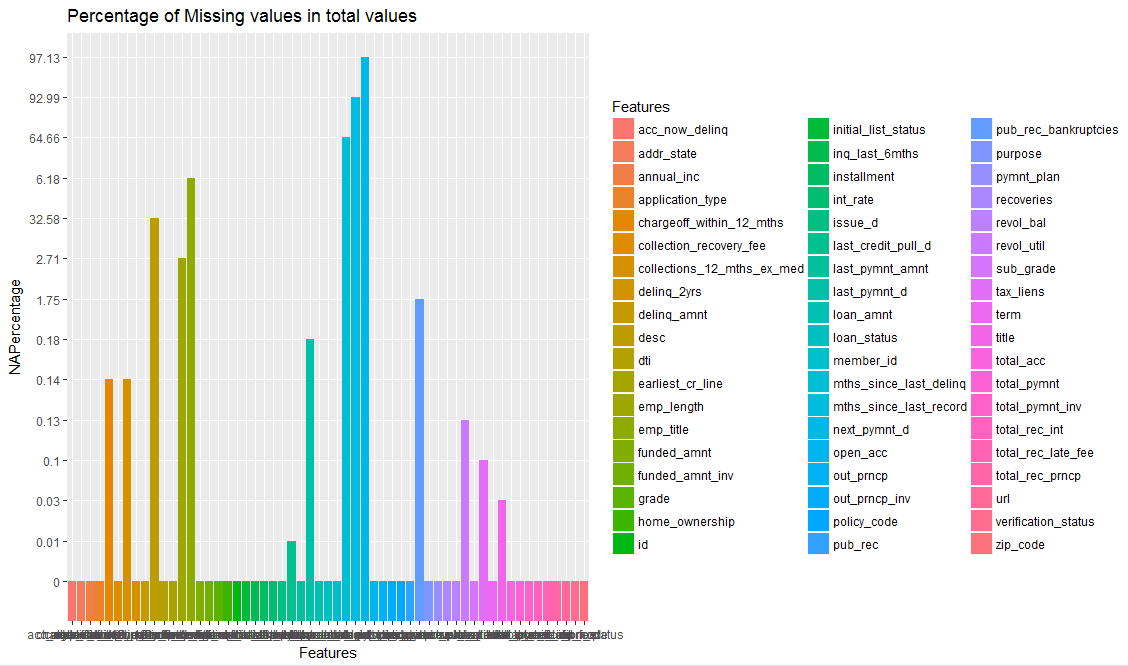 Percentage of Missing values in total values
NAPercentage
97.13
92.99
64.66
6.18
32.58
2.71
1.75
0.18
0.14
0.13
0.1
0.03
0.01
0
Features
Features
acc_now_delinq
addr_state
annual_inc
application_type
chargeoff_within_12_mths
collection_recovery_fee
collections_12_mths_ex_med
delinq_2yrs
delinq_amnt
desc
dti
earliest_cr_line
emp_length
emp_title
funded_amnt
funded_amnt_inv
grade
home_ownership
id
initial_list_status
inq_last_6mths
installment
int_rate
issue_d
last_credit_pull_d
last_pymnt_amnt
last_pymnt_d
loan_amnt
loan_status
member_id
mths_since_last_delinq
mths_since_last_record
next_pymnt_d
open_acc
out_prncp
out_prncp_inv
policy_code
pub_rec
pub_rec_bankruptcies
purpose
pymnt_plan
recoveries
revol_bal
revol_util
sub_grade
tax_liens
term
title
total_acc
total_pymnt
total_pymnt_inv
total_rec_int
total_rec_late_fee
total_rec_prncp
url
verification_status
zip_code